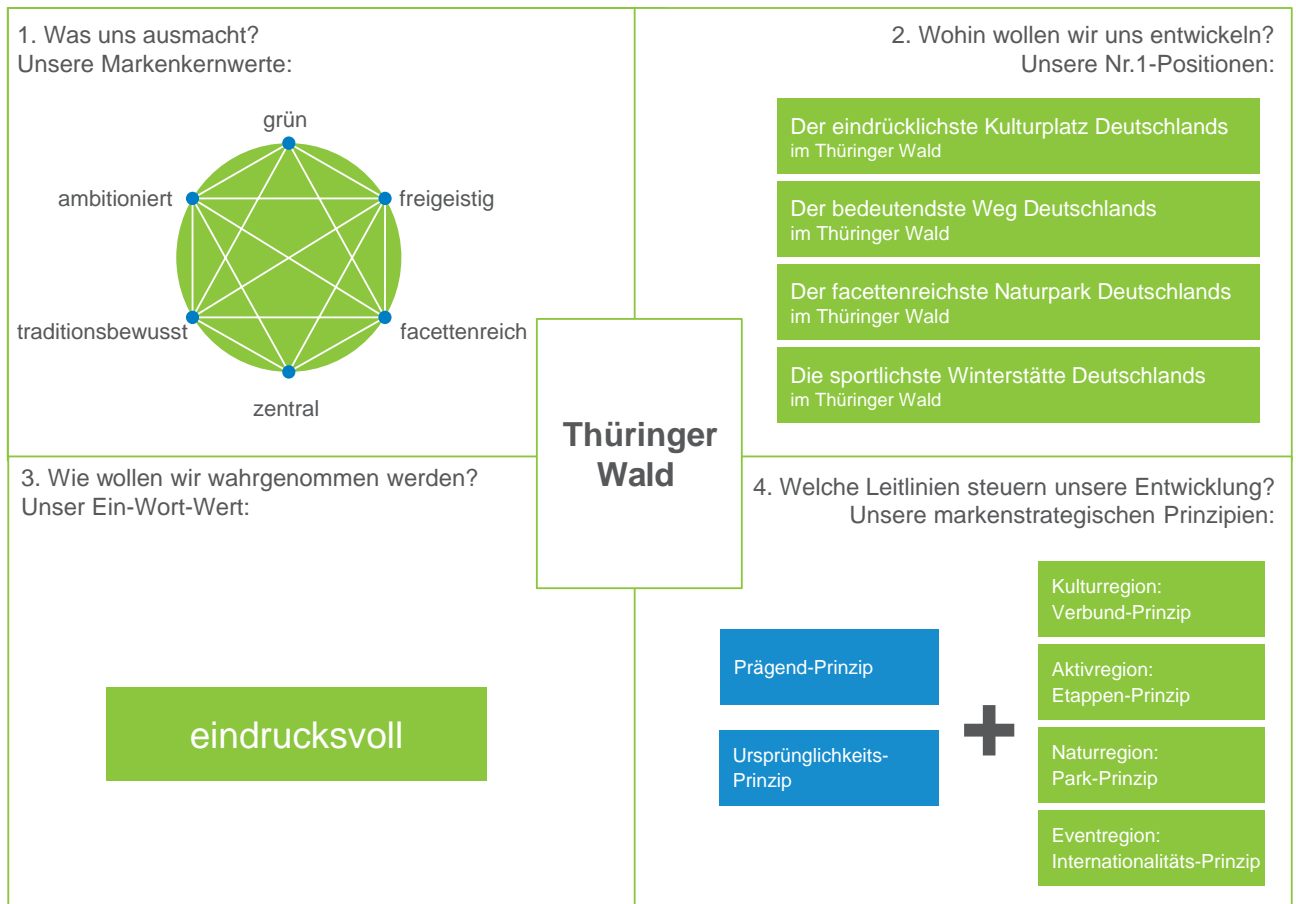 1. Was uns ausmacht?
Unsere Markenkernwerte:
grün
ambitioniert
freigeistig
traditionsbewusst
facettenreich
zentral
2. Wohin wollen wir uns entwickeln?
Unsere Nr.1-Positionen:
Der eindrücklichste Kulturplatz Deutschlands
im Thüringer Wald
Der bedeutendste Weg Deutschlands
im Thüringer Wald
Der facettenreichste Naturpark Deutschlands
im Thüringer Wald
Die sportlichste Winterstätte Deutschlands
im Thüringer Wald
Thüringer
Wald
3. Wie wollen wir wahrgenommen werden?
Unser Ein-Wort-Wert:
eindrucksvoll
4. Welche Leitlinien steuern unsere Entwicklung?
Unsere markenstrategischen Prinzipien:
Prägend-Prinzip
Ursprünglichkeits-
Prinzip
Kulturregion:
Verbund-Prinzip
Aktivregion:
Etappen-Prinzip
Naturregion:
Park-Prinzip
Eventregion:
Internationalitäts-Prinzip